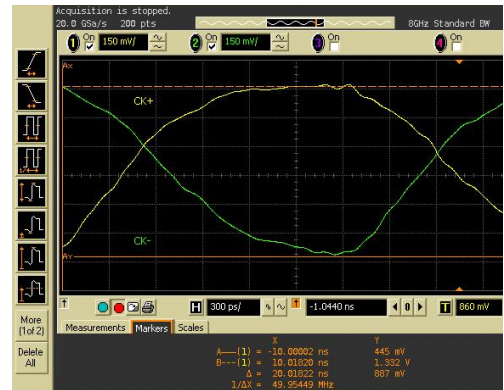 Acquisition is stopped.
20.0 GSa/s 200 pts 8GHz Standard BW
1 On 150 mV/ 2 On 150 mV/ 3 On 4 On
Ax
CK+
CK-
Ay
More
(1of 2)
Delete
All
H 300 ps/ -1.0440 ns 0 T 860 mV
Measurements Markers Scales
X Y
A—(1) = -10.00002 ns 445 mV
B---(1) = 10.01820 ns 1.332 V
Δ = 20.01822 ns 887 mV
1/ΔX = 49.95449 MHz